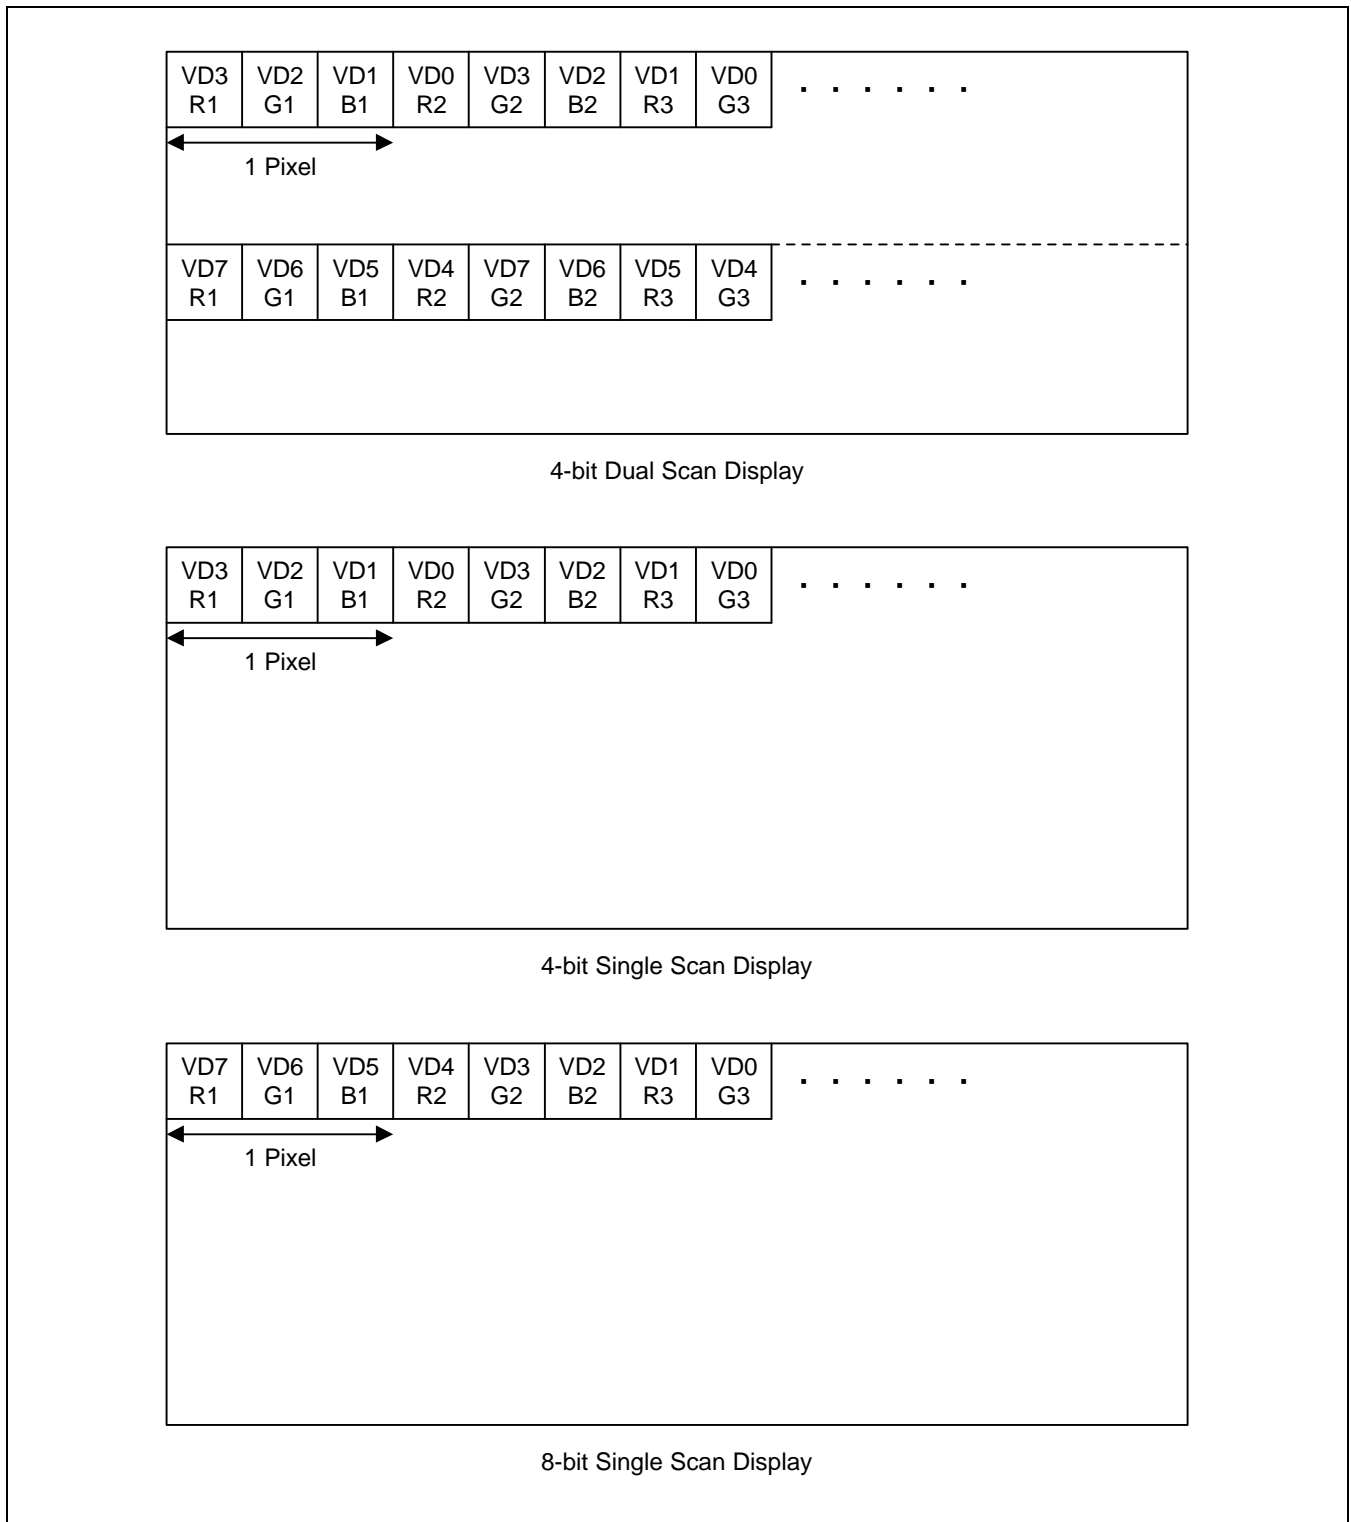 VD3 VD2 VD1 VD0 VD3 VD2 VD1 VD0
R1 G1 B1 R2 G2 B2 R3 G3 . . . . . .
1 Pixel
VD7 VD6 VD5 VD4 VD7 VD6 VD5 VD4
R1 G1 B1 R2 G2 B2 R3 G3 . . . . . .
4-bit Dual Scan Display
VD3 VD2 VD1 VD0 VD3 VD2 VD1 VD0
R1 G1 B1 R2 G2 B2 R3 G3 . . . . . .
1 Pixel
4-bit Single Scan Display
VD7 VD6 VD5 VD4 VD3 VD2 VD1 VD0
R1 G1 B1 R2 G2 B2 R3 G3 . . . . . .
1 Pixel
8-bit Single Scan Display